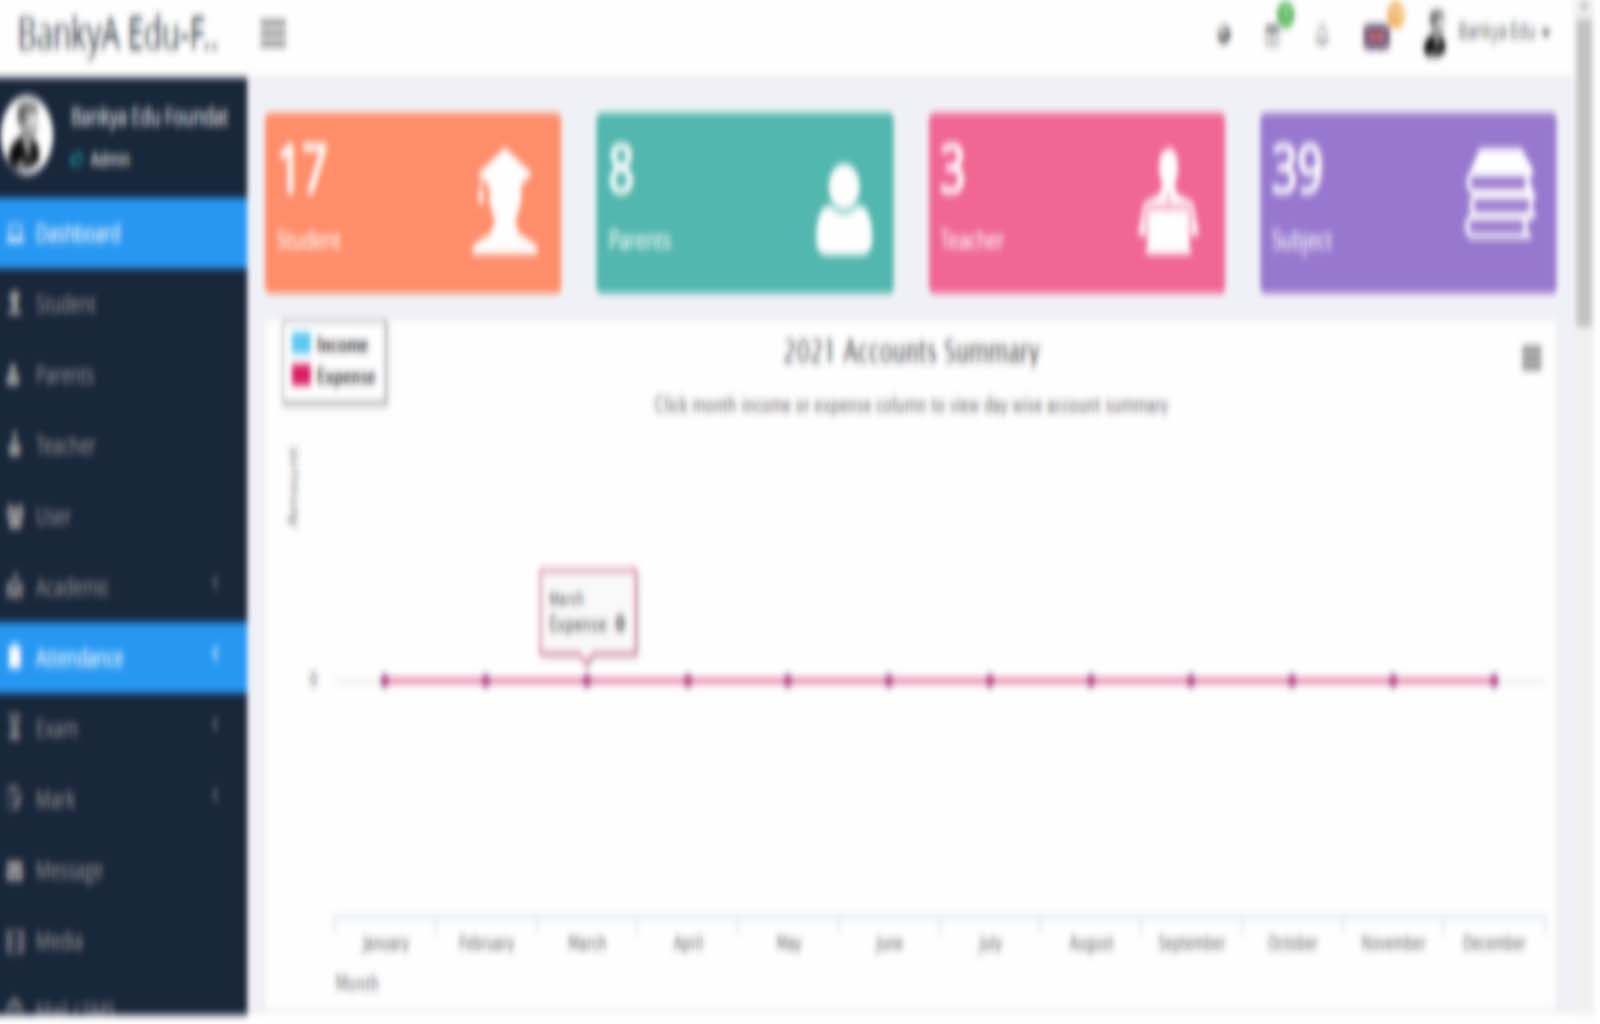 BankyA Edu-F..
Bankya Edu
Bankya Edu Foundat
Admin
Dashboard
Student
Parents
Teacher
User
Academic
Attendance
Exam
Mark
Message
Media
Mail / SMS
17
Student
8
Parents
3
Teacher
39
Subject
Income
Expense
2021 Accounts Summary
Click month income or expense column to view day wise account summary
Amount
March
Expense 0
0
January February March April May June July August September October November December
Month